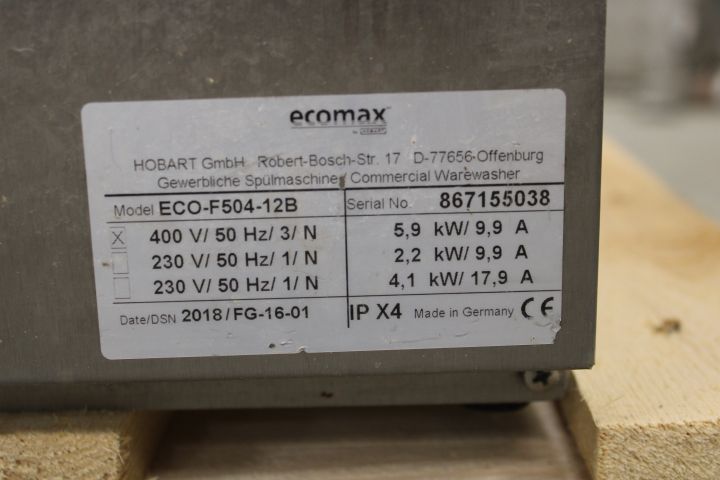 ecomax
by HOBART
HOBART GmbH Robert-Bosch-Str. 17 D-77656-Offenburg
Gewerbliche Spülmaschine/ Commercial Warewasher
Model ECO-F504-12B Serial No. 867155038
X 400 V/ 50 Hz/ 3/ N 5,9 kW/ 9,9 A
230 V/ 50 Hz/ 1/ N 2,2 kW/ 9,9 A
230 V/ 50 Hz/ 1/ N 4,1 kW/ 17,9 A
Date/DSN 2018/FG-16-01 IP X4 Made in Germany CE